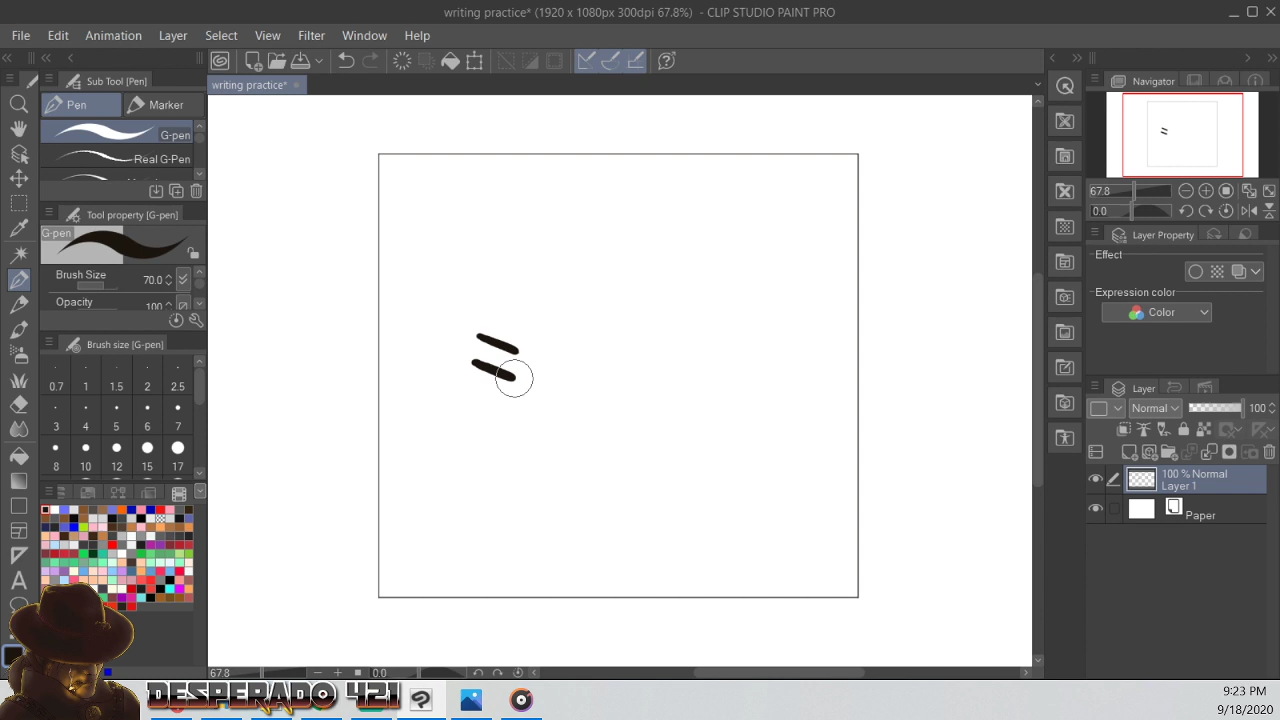 writing practice* (1920 x 1080px 300dpi 67.8%) - CLIP STUDIO PAINT PRO
File Edit Animation Layer Select View Filter Window Help
Sub Tool [Pen]
writing practice*
Navigator
Pen Marker
G-pen
Real G-Pen
67.8
0.0
Tool property [G-pen]
G-pen
Layer Property
Effect
Brush Size 70.0
Opacity 100
Expression color
Color
Brush size [G-pen]
0.7 1 1.5 2 2.5
3 4 5 6 7
8 10 12 15 17
Layer
Normal 100
100 % Normal
Layer 1
Paper
67.8 0.0
DESPERADO 421
9:23 PM
9/18/2020